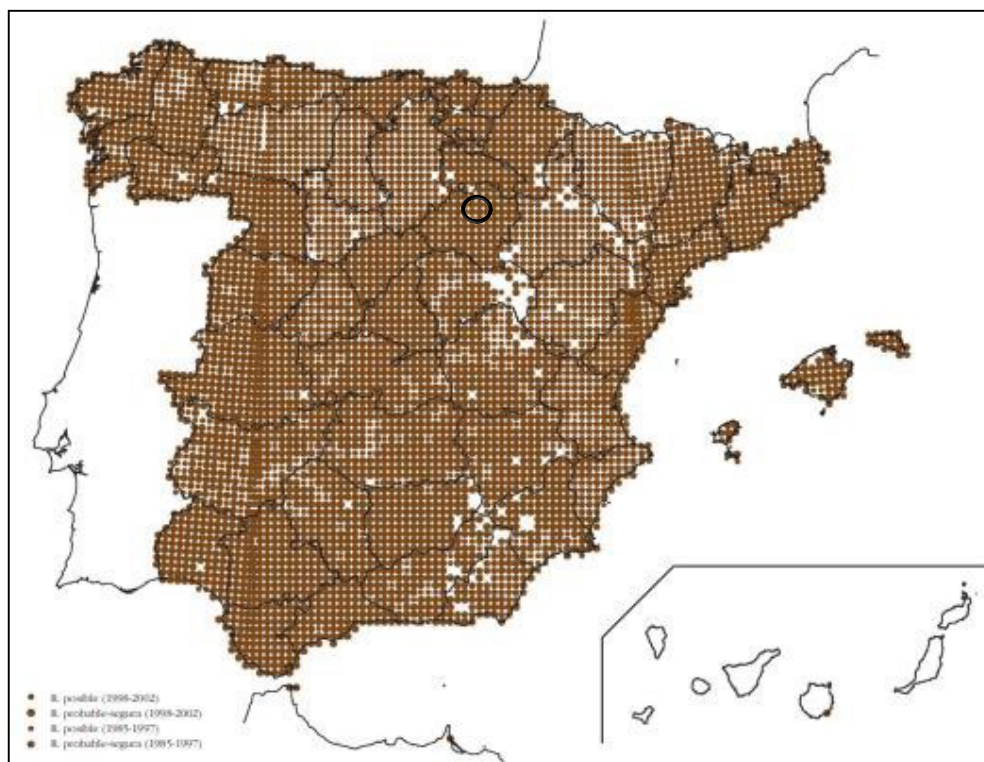 R. posible (1998-2002)
R. probable-segura (1998-2002)
R. posible (1985-1997)
R. probable-segura (1985-1997)